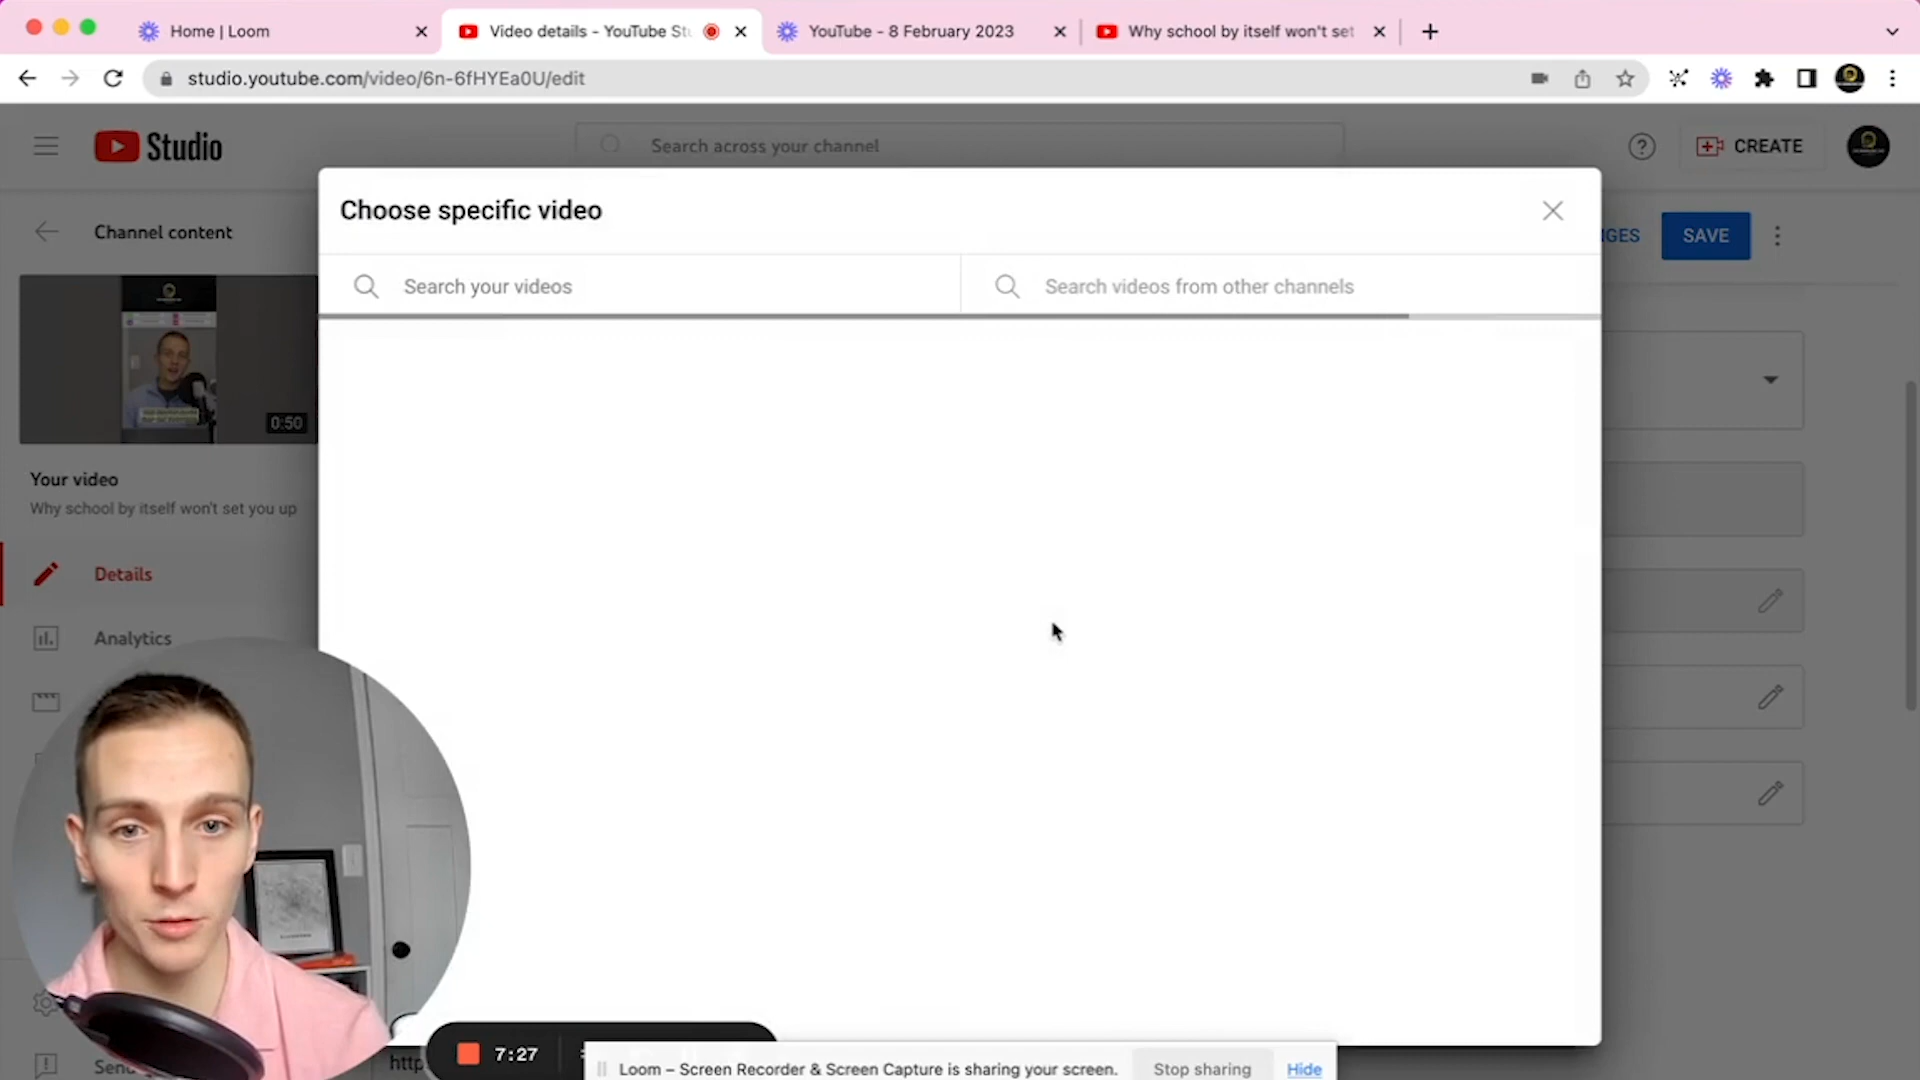 Home | Loom
Video details - YouTube St
YouTube - 8 February 2023
Why school by itself won't set
studio.youtube.com/video/6n-6fHYEa0U/edit
Studio
Search across your channel
CREATE
Choose specific video
Channel content
NGES
SAVE
Search your videos
Search videos from other channels
0:50
Your video
Why school by itself won't set you up
Details
Analytics
Send
http
7:27
Loom – Screen Recorder & Screen Capture is sharing your screen.
Stop sharing
Hide